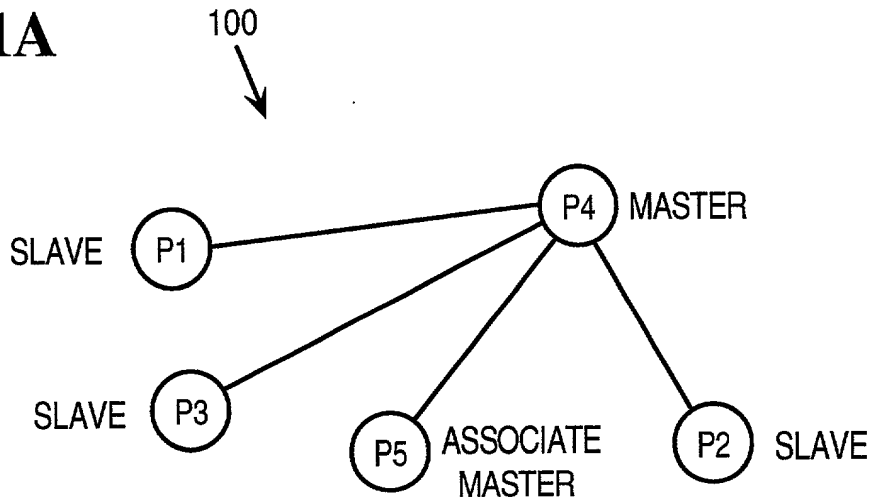 1A
100
P4 MASTER
SLAVE P1
SLAVE P3
P5 ASSOCIATE
MASTER
P2 SLAVE